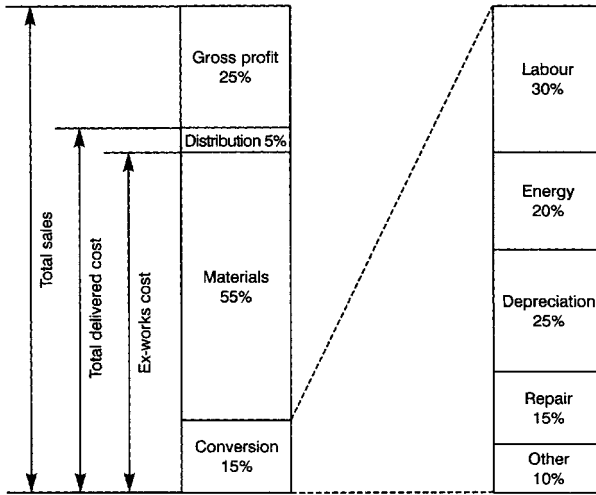 Gross profit
25%
Distribution 5%
Materials
55%
Conversion
15%
Total sales
Total delivered cost
Ex-works cost
Labour
30%
Energy
20%
Depreciation
25%
Repair
15%
Other
10%